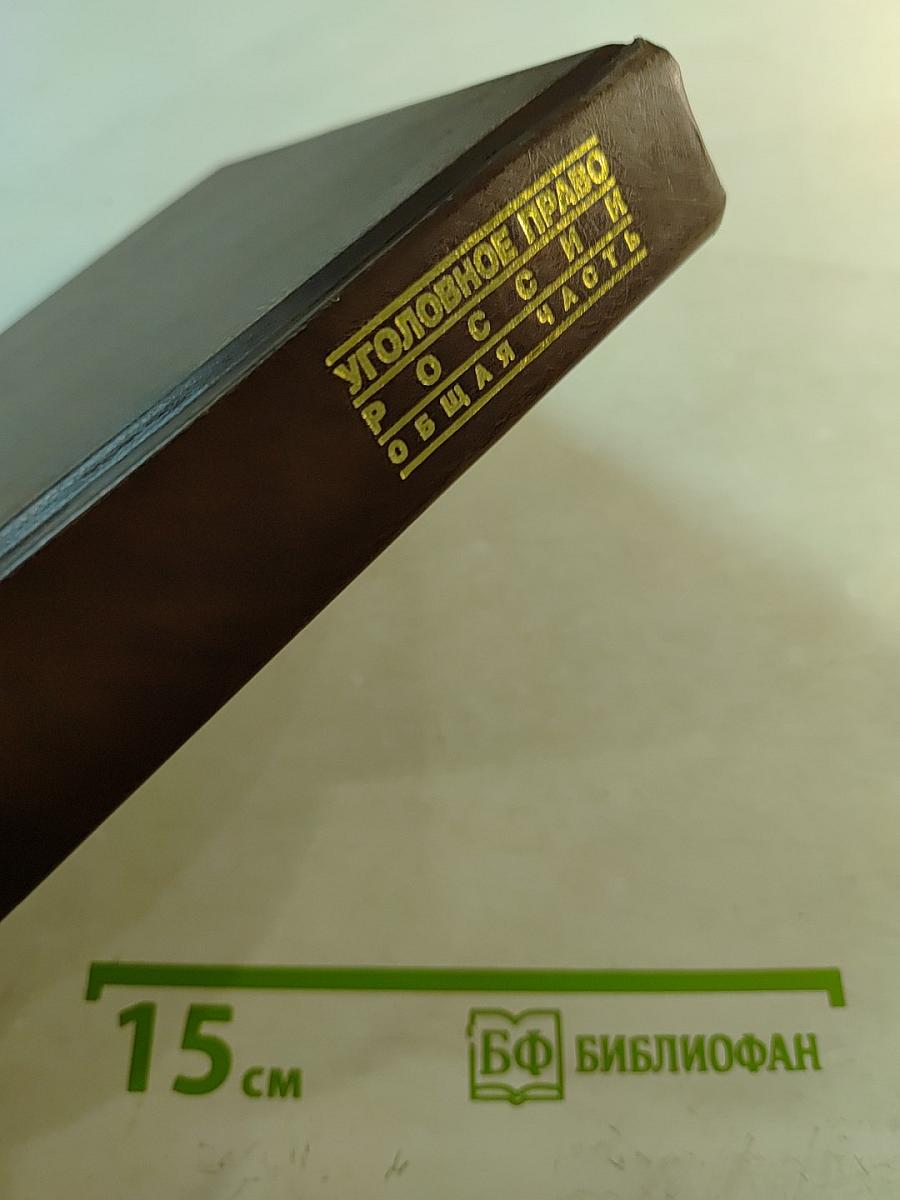 УГОЛОВНОЕ ПРАВО
РОССИИ
ОБЩАЯ ЧАСТЬ
15 см
БФ БИБЛИОФАН